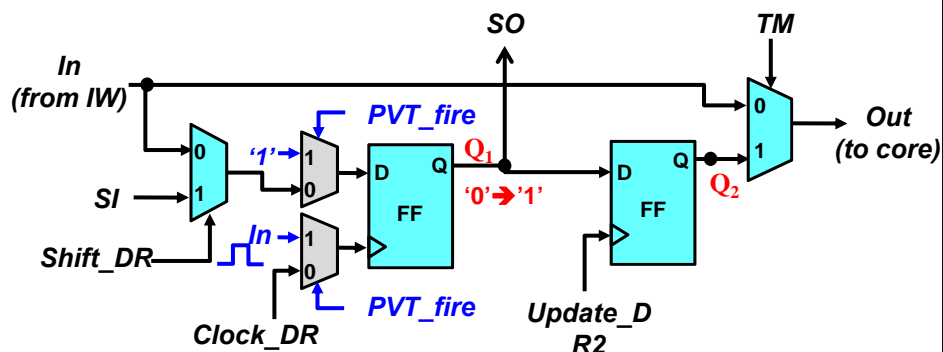 SO
TM
In
(from IW)
PVT_fire
0
'1'
1
Q1
Q
D
Q
0
Out
(to core)
1
SI
1
0
D
FF
'0'➔'1'
FF
Q2
In
1
Shift_DR
0
PVT_fire
Clock_DR
Update_D
R2